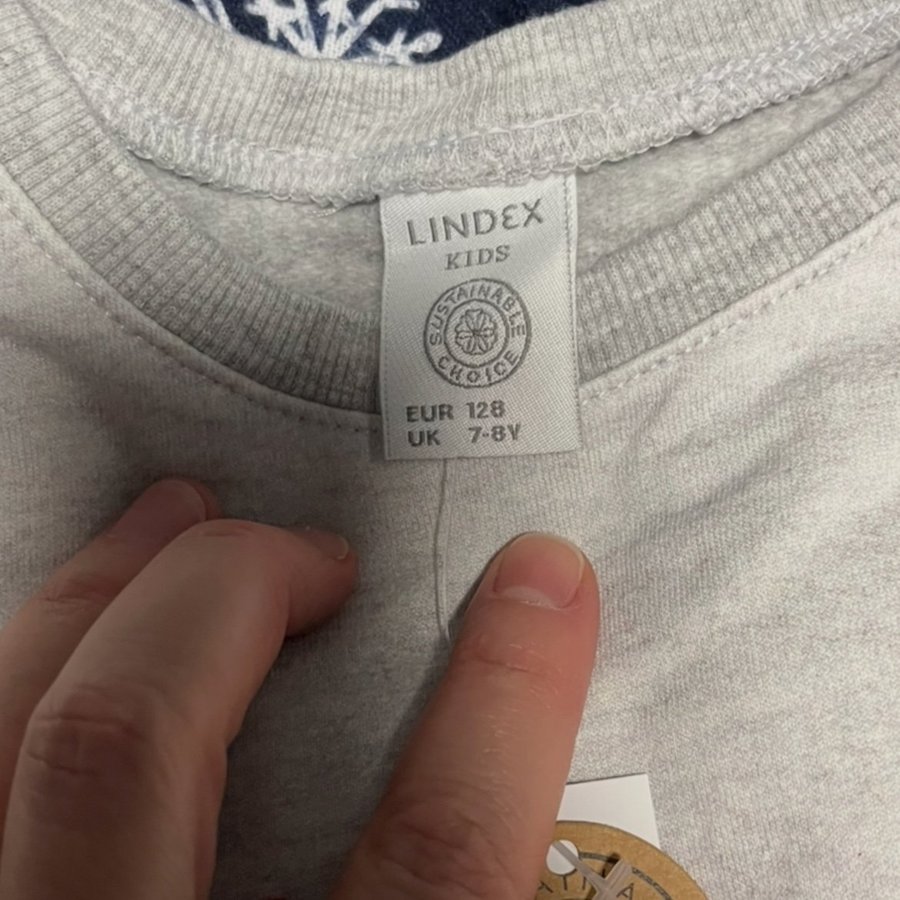 LINDEX
KIDS
SUSTAINABLE
CHOICE
EUR 128
UK 7-8Y